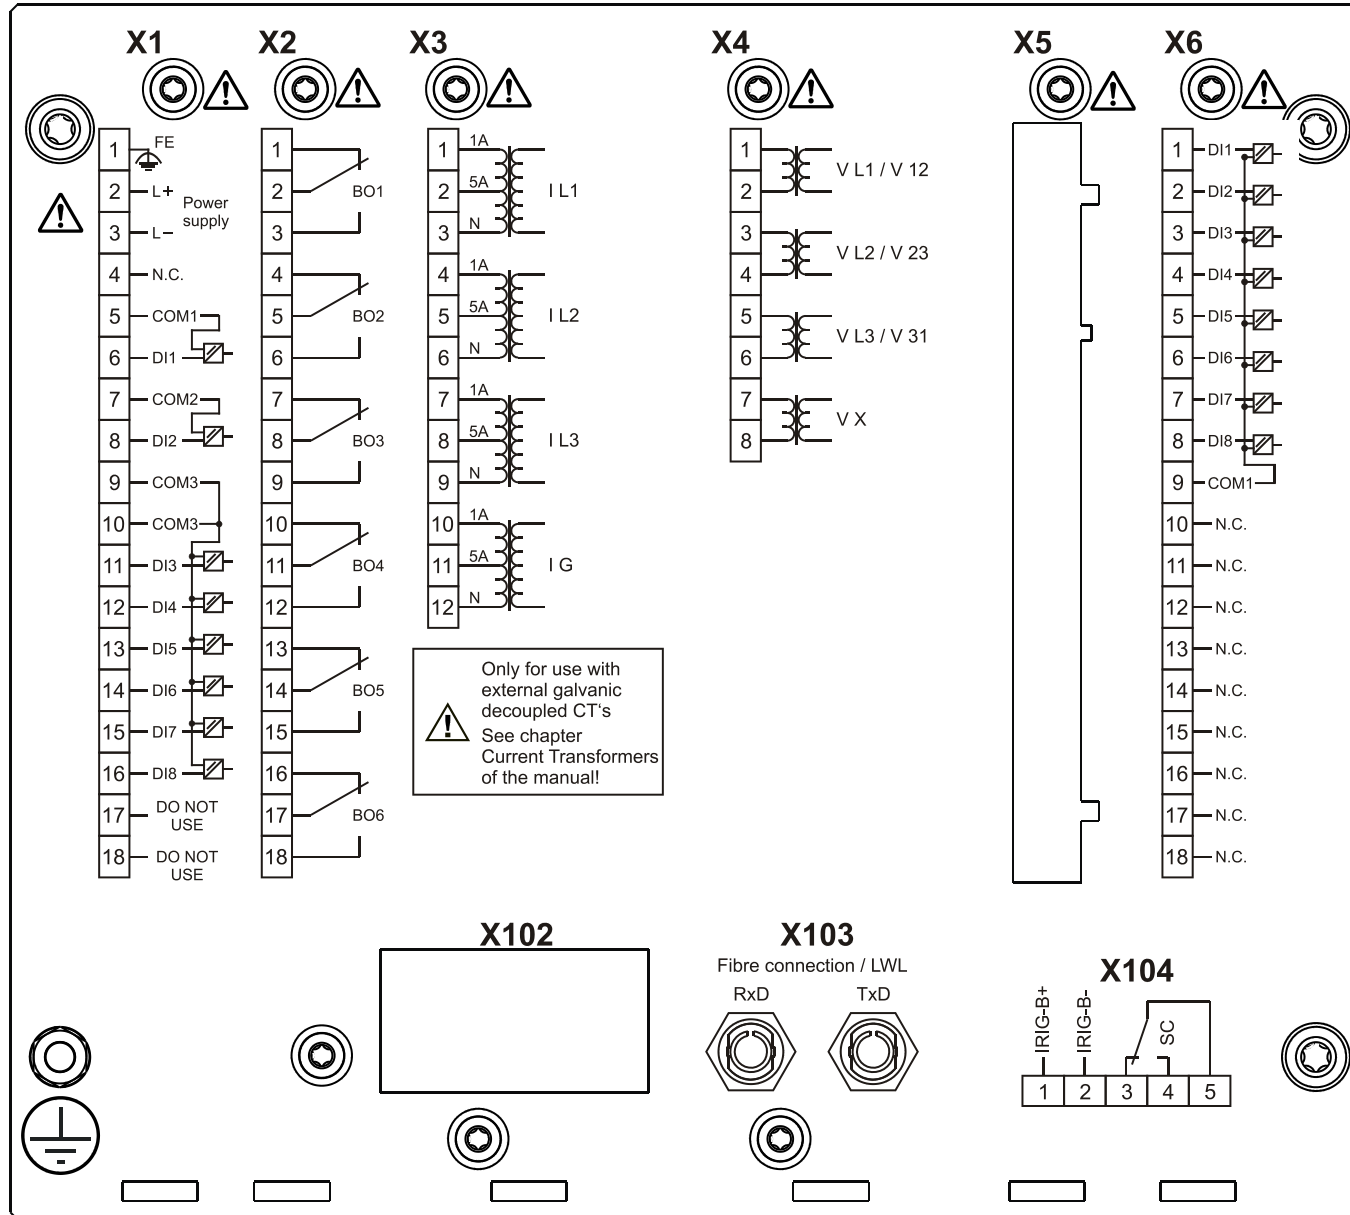 X1
X2
X3
X4
X5
X6
1 FE
2 L+
Power
supply
3 L–
4 N.C.
5 COM1
6 DI1
7 COM2
8 DI2
9 COM3
10 COM3
11 DI3
12 DI4
13 DI5
14 DI6
15 DI7
16 DI8
17 DO NOT
USE
18 DO NOT
USE
1
2 BO1
3
4
5 BO2
6
7
8 BO3
9
10
11 BO4
12
13
14 BO5
15
16
17 BO6
18
1 1A
2 5A I L1
3 N
4 1A
5 5A I L2
6 N
7 1A
8 5A I L3
9 N
10 1A
11 5A I G
12 N
Only for use with
external galvanic
decoupled CT‘s
See chapter
Current Transformers
of the manual!
1
V L1 / V 12
2
3
V L2 / V 23
4
5
V L3 / V 31
6
7
V X
8
1 DI1
2 DI2
3 DI3
4 DI4
5 DI5
6 DI6
7 DI7
8 DI8
9 COM1
10 N.C.
11 N.C.
12 N.C.
13 N.C.
14 N.C.
15 N.C.
16 N.C.
17 N.C.
18 N.C.
X102
X103
Fibre connection / LWL
RxD TxD
X104
IRIG-B+
IRIG-B-
SC
1 2 3 4 5